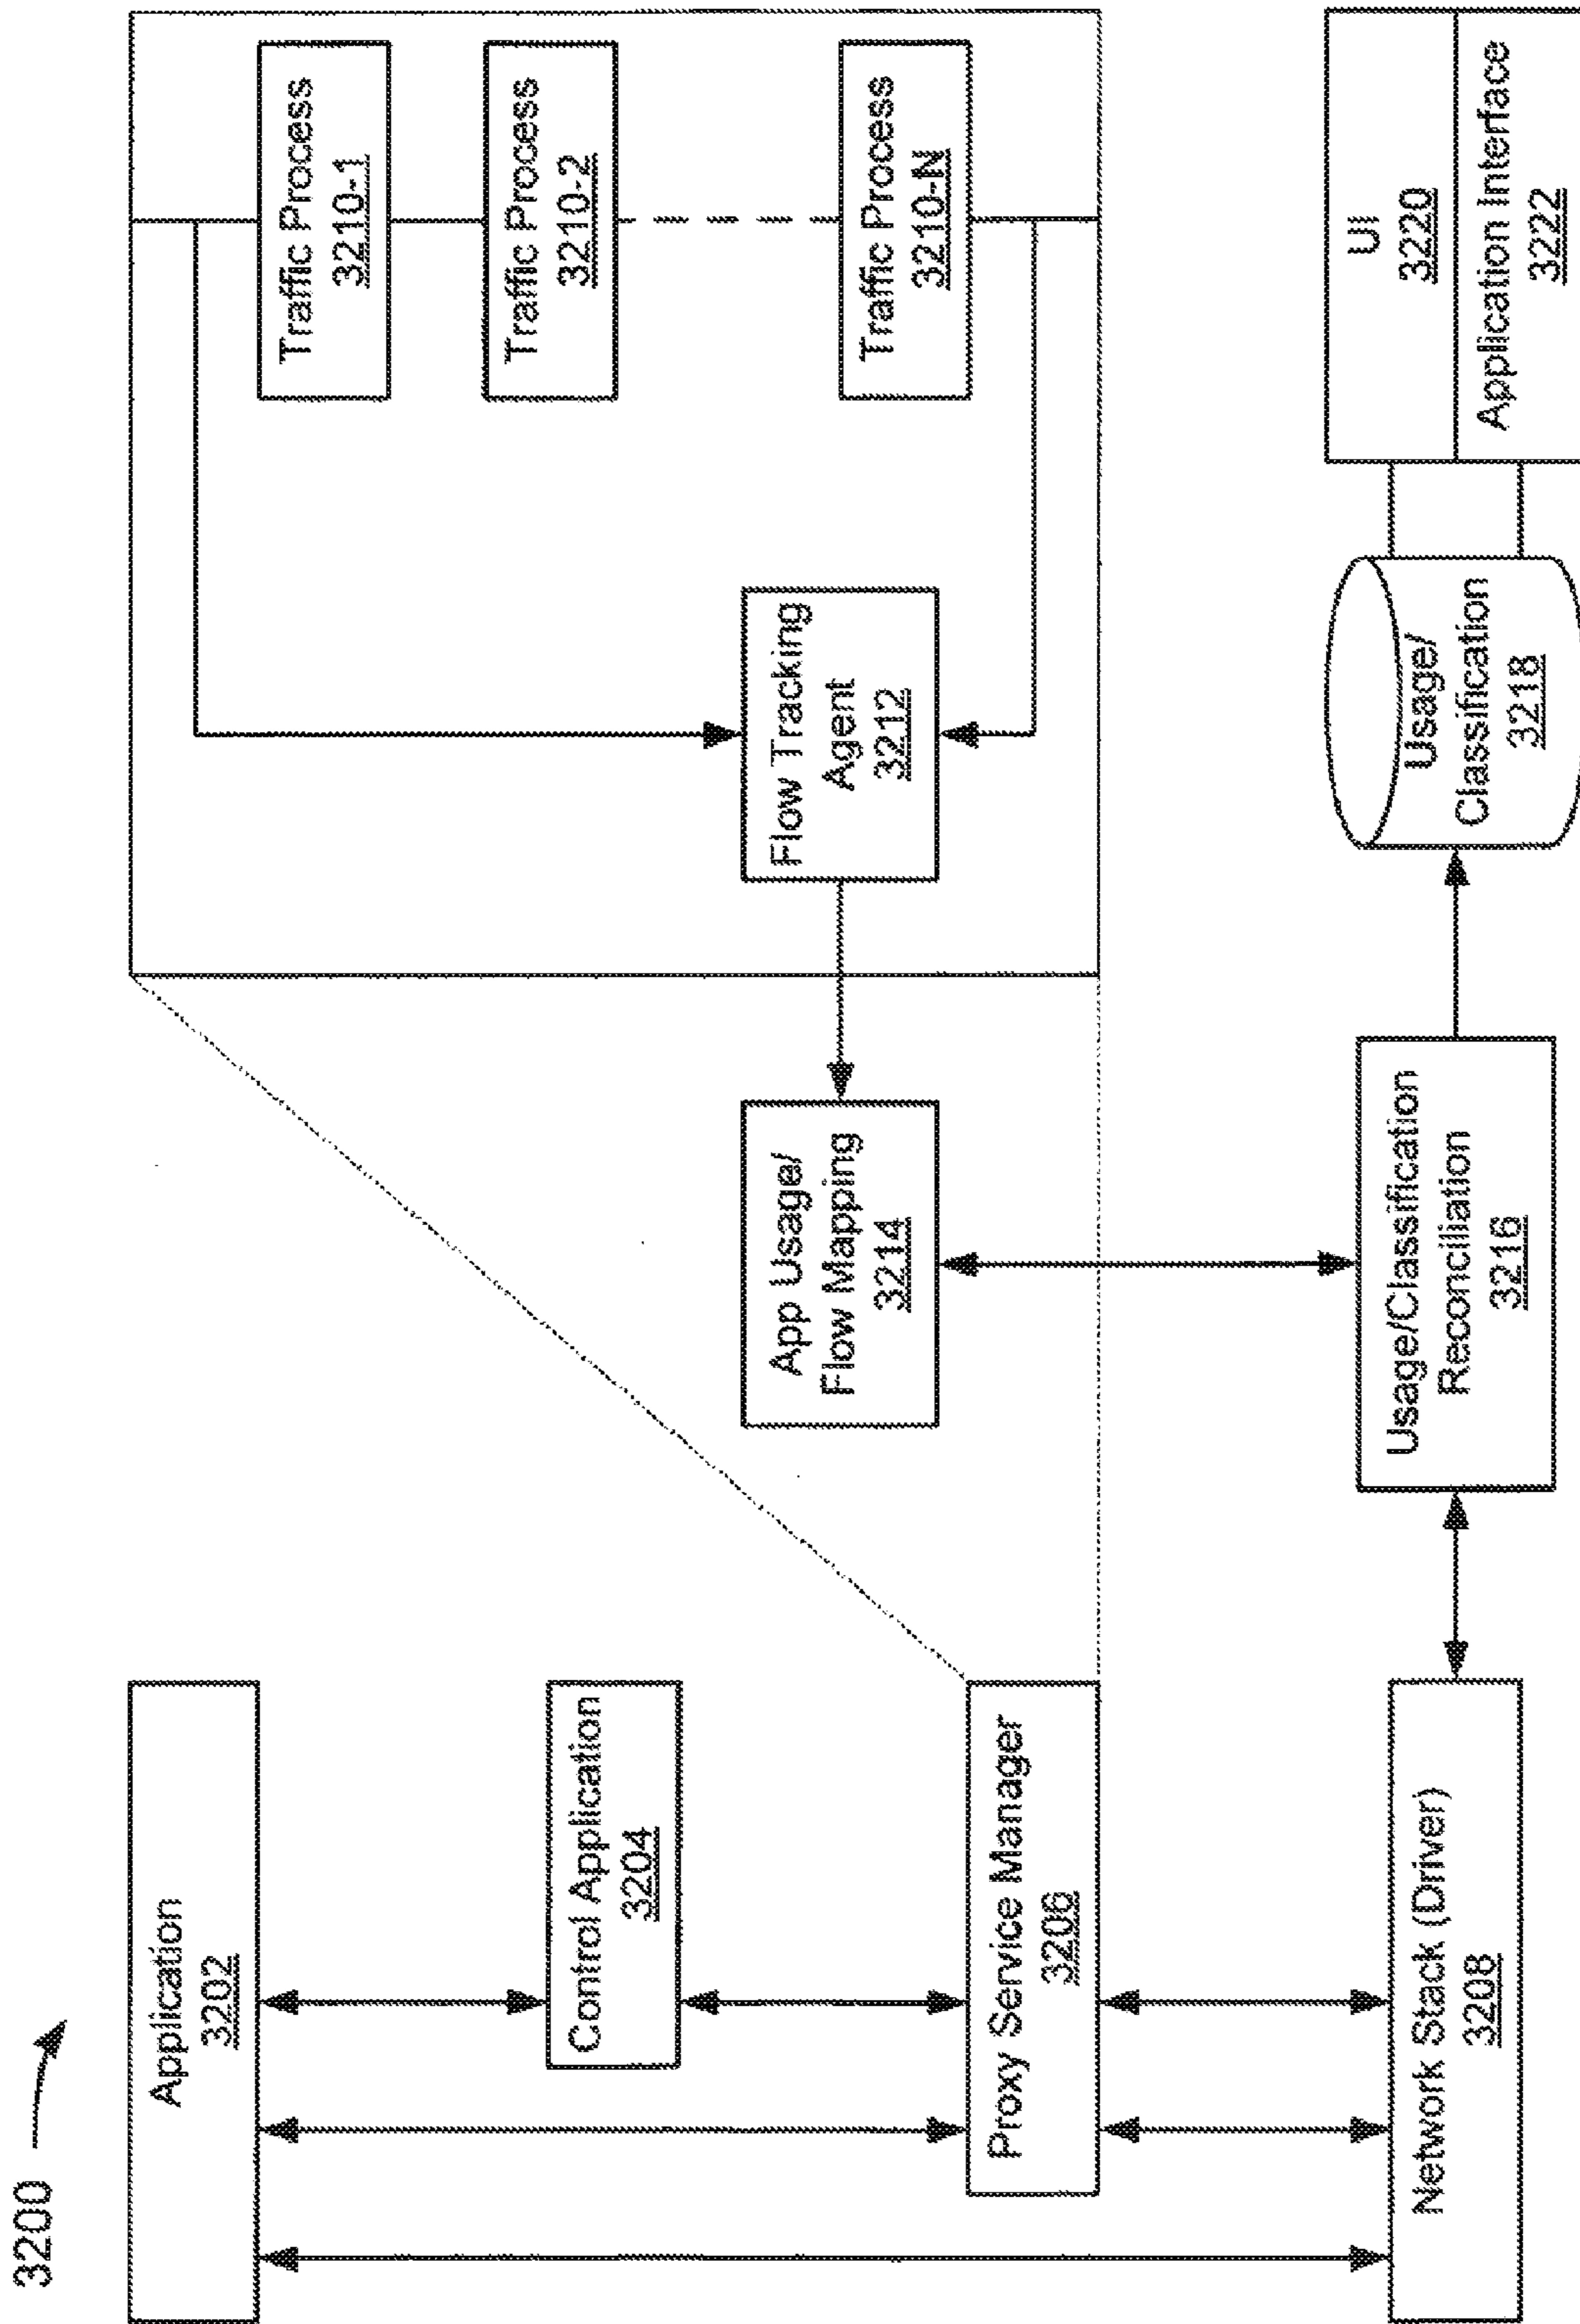 3200
Application
3202
Control Application
3204
Proxy Service Manager
3206
Network Stack (Driver)
3208
Traffic Process
3210-1
Traffic Process
3210-2
Traffic Process
3210-N
Flow Tracking
Agent
3212
App Usage/
Flow Mapping
3214
Usage/Classification
Reconciliation
3216
Usage/
Classification
3218
UI
3220
Application Interface
3222